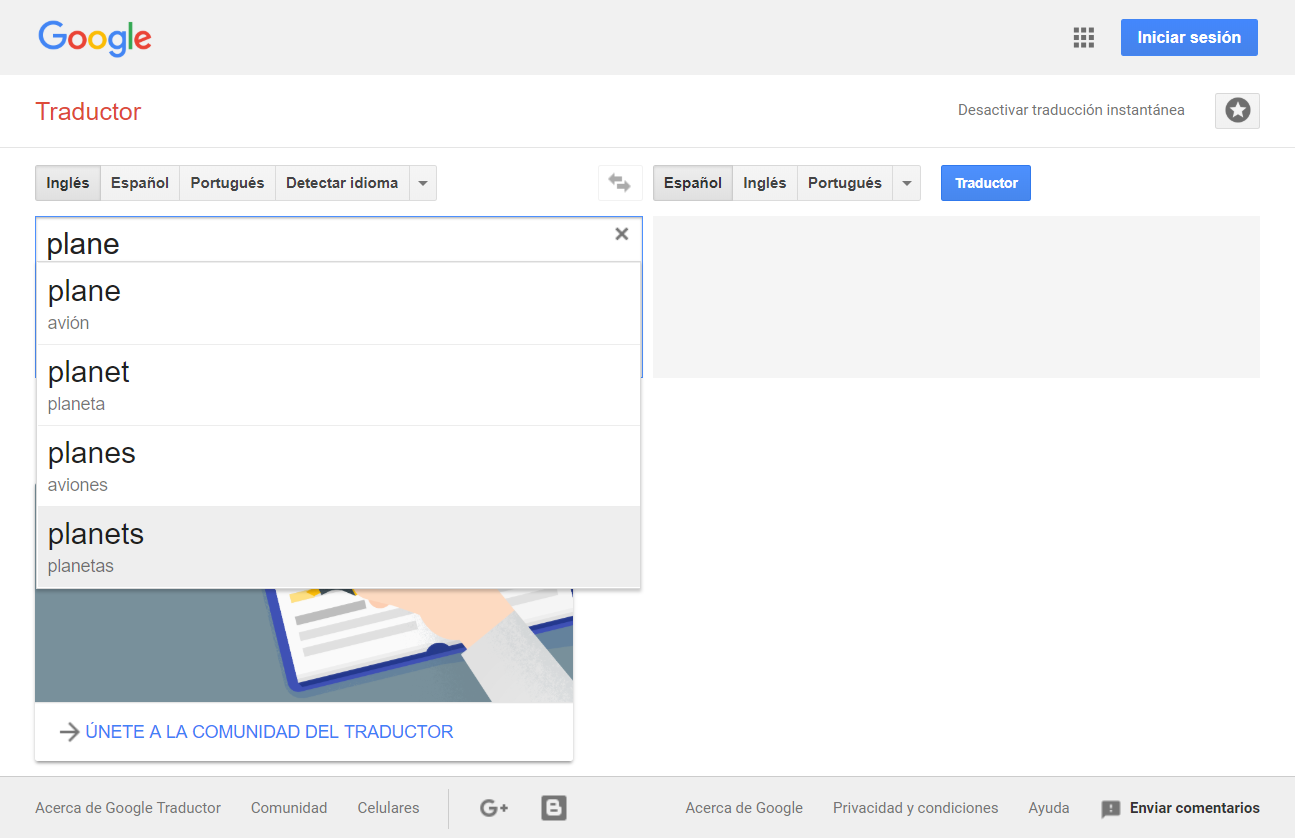 Google
Iniciar sesión
Traductor
Desactivar traducción instantánea
Inglés Español Portugués Detectar idioma
Español Inglés Portugués
Traductor
plane
plane
avión
planet
planeta
planes
aviones
planets
planetas
ÚNETE A LA COMUNIDAD DEL TRADUCTOR
Acerca de Google Traductor Comunidad Celulares G+ Acerca de Google Privacidad y condiciones Ayuda Enviar comentarios